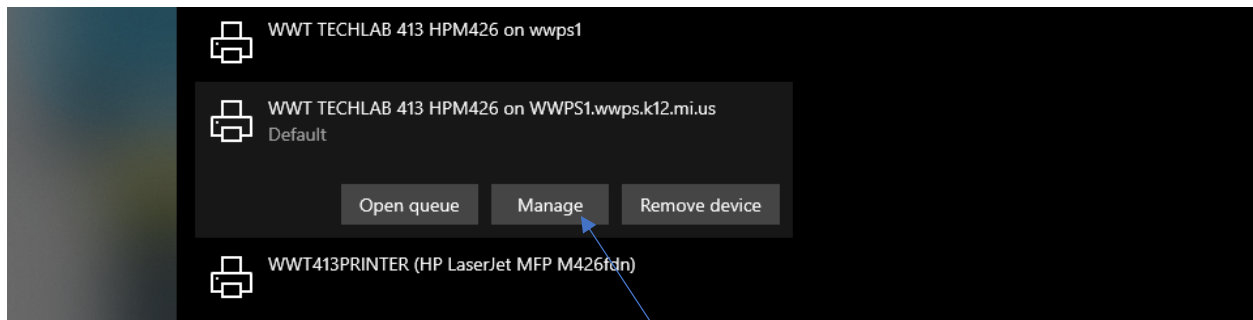 WWT TECHLAB 413 HPM426 on wwps1
WWT TECHLAB 413 HPM426 on WWPS1.wwps.k12.mi.us
Default
Open queue Manage Remove device
WWT413PRINTER (HP LaserJet MFP M426fdn)